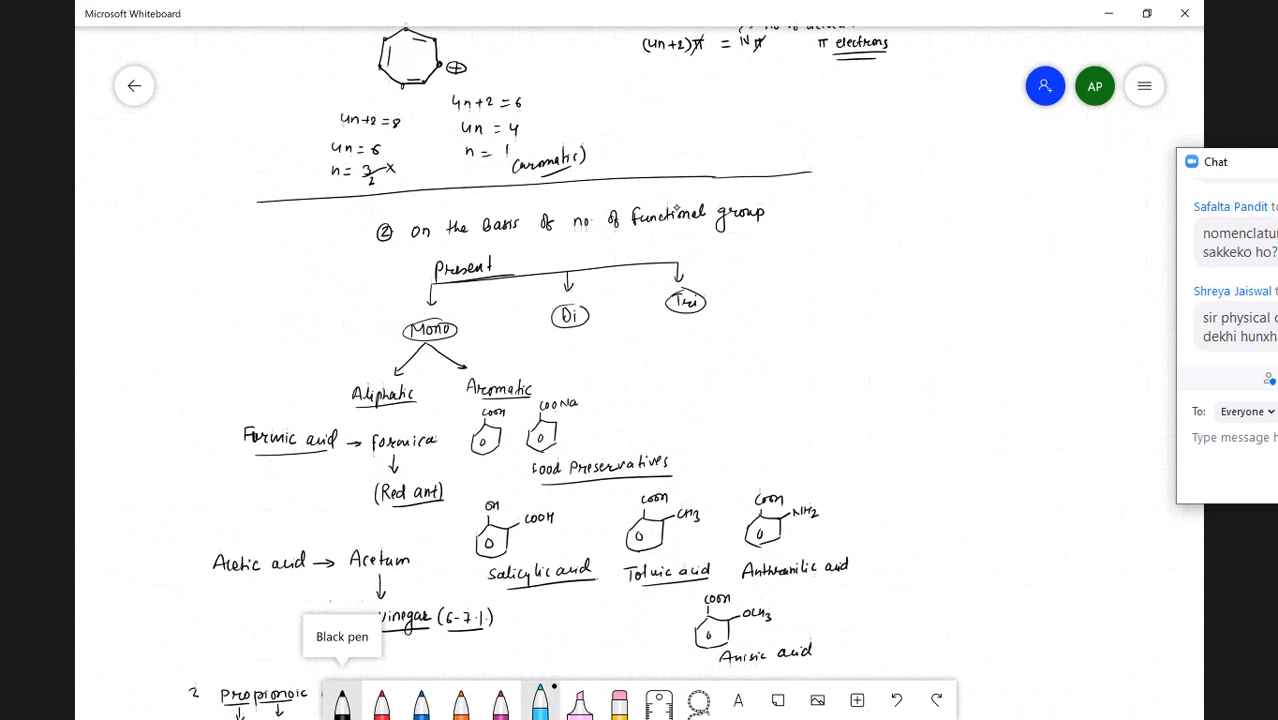 Microsoft Whiteboard
(4n+2)π = Nπ
π electrons
4n+2 = 8
4n = 6
n = 3/2 ×
4n+2 = 6
4n = 4
n = 1
(aromatic)
② On the Basis of no. of functional group
Present
Mono
Di
Tri
Aliphatic
Aromatic
COOH
COONa
Formic acid → formica
(Red ant)
Food Preservatives
OH
COOH
Salicylic acid
COOH
CH3
Toluic acid
COOH
NH2
Anthranilic acid
Acetic acid → Acetum
vinegar (6-7%)
COOH
OCH3
Anisic acid
Black pen
propionoic
AP
A
Chat
Safalta Pandit to
nomenclatur
sakkeko ho?
Shreya Jaiswal t
sir physical c
dekhi hunxh
To: Everyone
Type message h